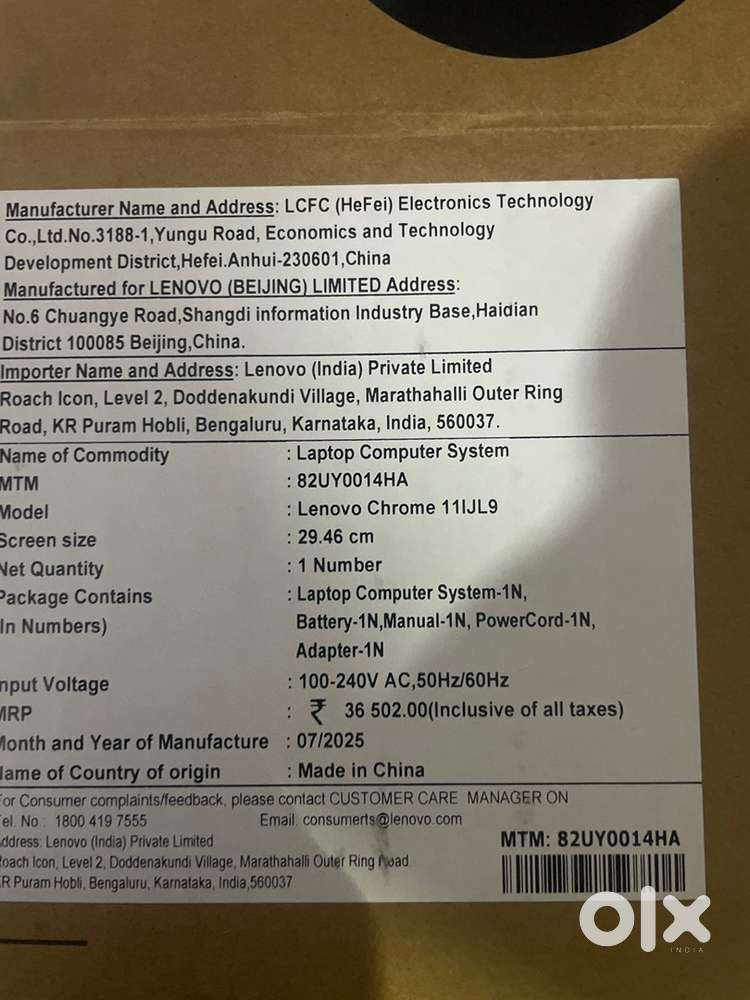 Manufacturer Name and Address: LCFC (HeFei) Electronics Technology
Co.,Ltd.No.3188-1,Yungu Road, Economics and Technology
Development District,Hefei.Anhui-230601,China
Manufactured for LENOVO (BEIJING) LIMITED Address:
No.6 Chuangye Road,Shangdi information Industry Base,Haidian
District 100085 Beijing,China.
Importer Name and Address: Lenovo (India) Private Limited
Roach Icon, Level 2, Doddenakundi Village, Marathahalli Outer Ring
Road, KR Puram Hobli, Bengaluru, Karnataka, India, 560037.
Name of Commodity : Laptop Computer System
MTM : 82UY0014HA
Model : Lenovo Chrome 11IJL9
Screen size : 29.46 cm
Net Quantity : 1 Number
Package Contains : Laptop Computer System-1N,
In Numbers) Battery-1N,Manual-1N, PowerCord-1N,
Adapter-1N
nput Voltage : 100-240V AC,50Hz/60Hz
MRP : ₹ 36 502.00(Inclusive of all taxes)
Month and Year of Manufacture : 07/2025
Name of Country of origin : Made in China
For Consumer complaints/feedback, please contact CUSTOMER CARE MANAGER ON
Tel. No : 1800 419 7555 Email: consumerts@lenovo.com
ddress: Lenovo (India) Private Limited
Roach Icon, Level 2, Doddenakundi Village, Marathahalli Outer Ring Road
KR Puram Hobli, Bengaluru, Karnataka, India,560037
MTM: 82UY0014HA
olx
INDIA